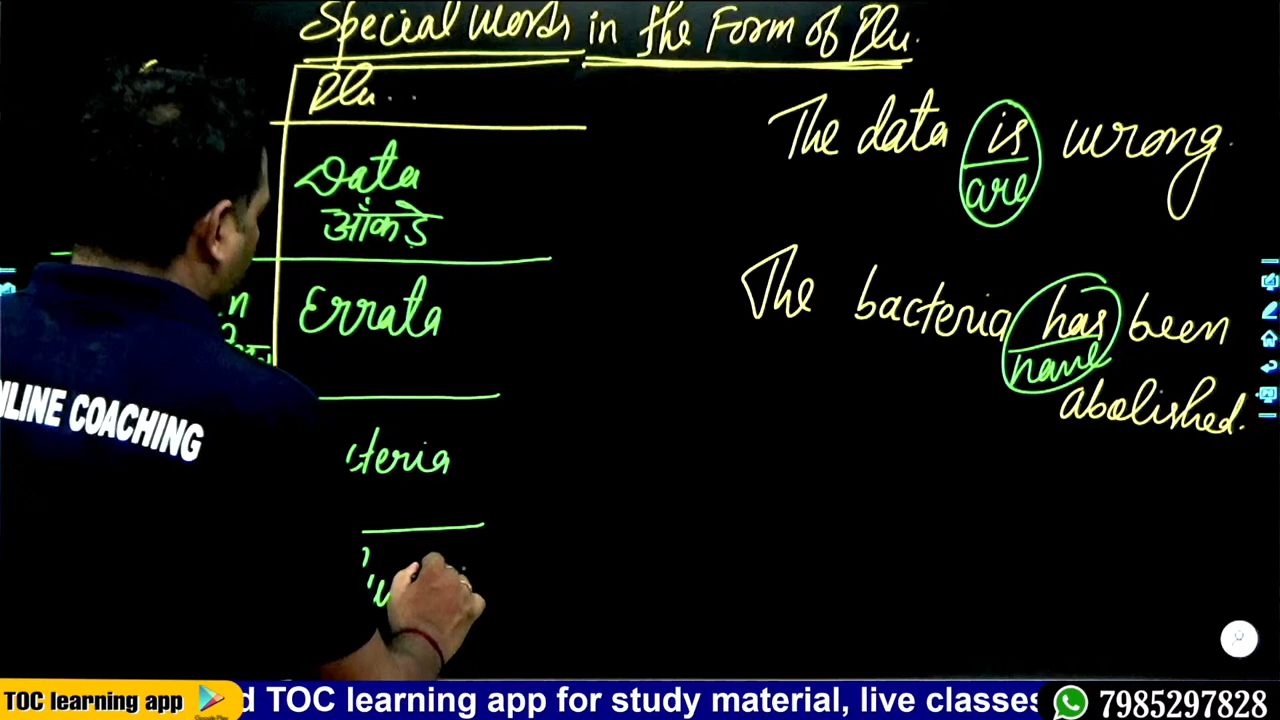 Special Words in the Form of Plu.
Plu...
Data
आँकड़े
Errata
teria
The data is wrong.
are
The bacteria has been
have
abolished.
NLINE COACHING
TOC learning app
d TOC learning app for study material, live classes
7985297828